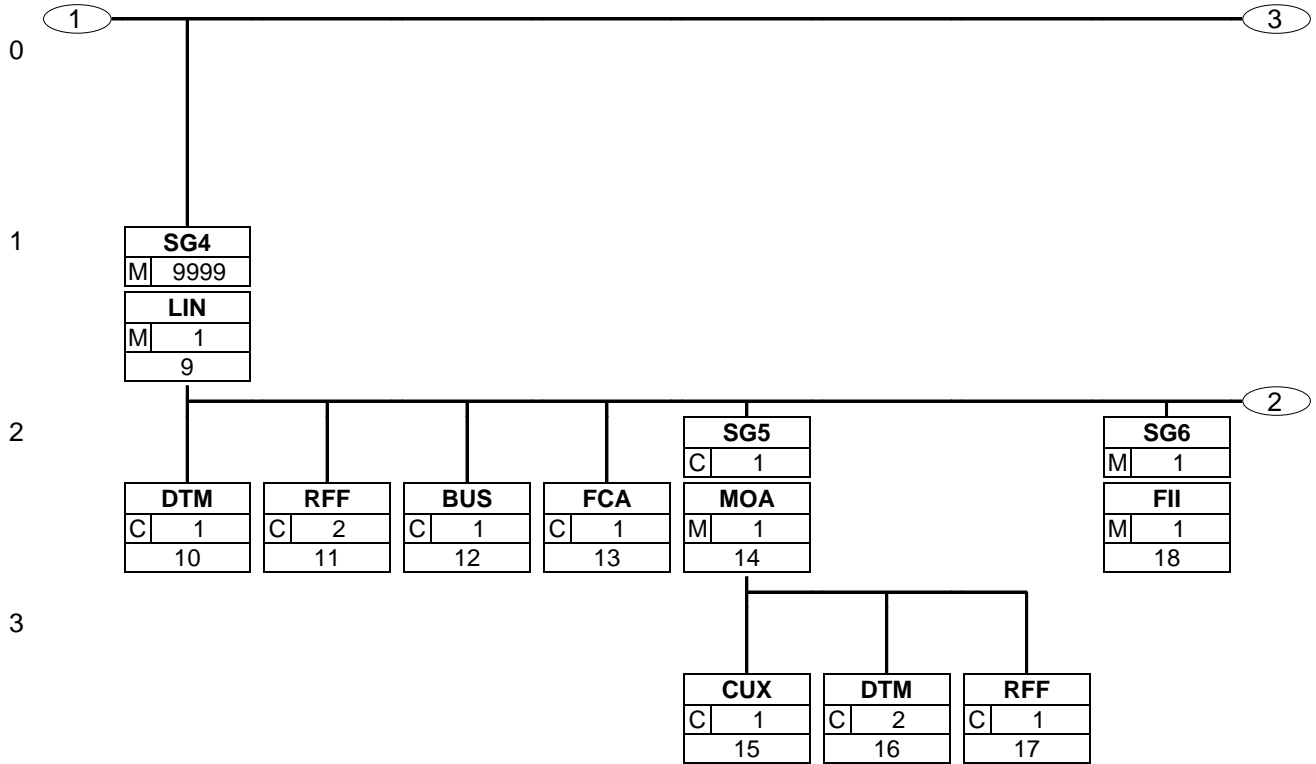 1 3
0
1
SG4
M 9999
LIN
M 1
9
2
2
SG5 SG6
C 1 M 1
DTM RFF BUS FCA MOA FII
C 1 C 2 C 1 C 1 M 1 M 1
10 11 12 13 14 18
3
CUX DTM RFF
C 1 C 2 C 1
15 16 17